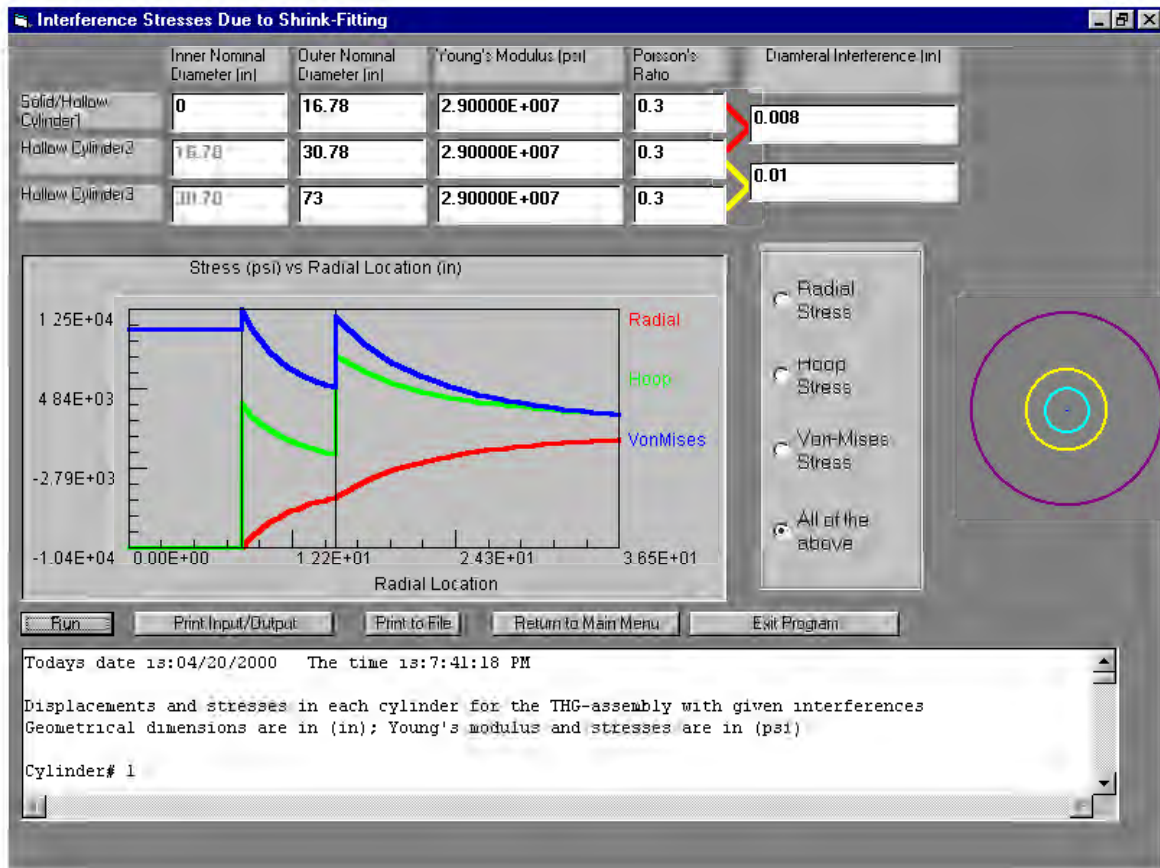 Interference Stresses Due to Shrink-Fitting
Inner Nominal Diameter (in)
Outer Nominal Diameter (in)
Young's Modulus (psi)
Poisson's Ratio
Diamteral Interference (in)
Solid/Hollow Cylinder1
0
16.78
2.90000E+007
0.3
0.008
Hollow Cylinder2
16.78
30.78
2.90000E+007
0.3
0.01
Hollow Cylinder3
30.78
73
2.90000E+007
0.3
Stress (psi) vs Radial Location (in)
1.25E+04
4.84E+03
-2.79E+03
-1.04E+04
0.00E+00
1.22E+01
2.43E+01
3.65E+01
Radial Location
Radial
Hoop
VonMises
Radial Stress
Hoop Stress
Von-Mises Stress
All of the above
Run
Print Input/Output
Print to File
Return to Main Menu
Exit Program
Todays date is:04/20/2000 The time is:7:41:18 PM
Displacements and stresses in each cylinder for the THG-assembly with given interferences
Geometrical dimensions are in (in); Young's modulus and stresses are in (psi)
Cylinder# 1